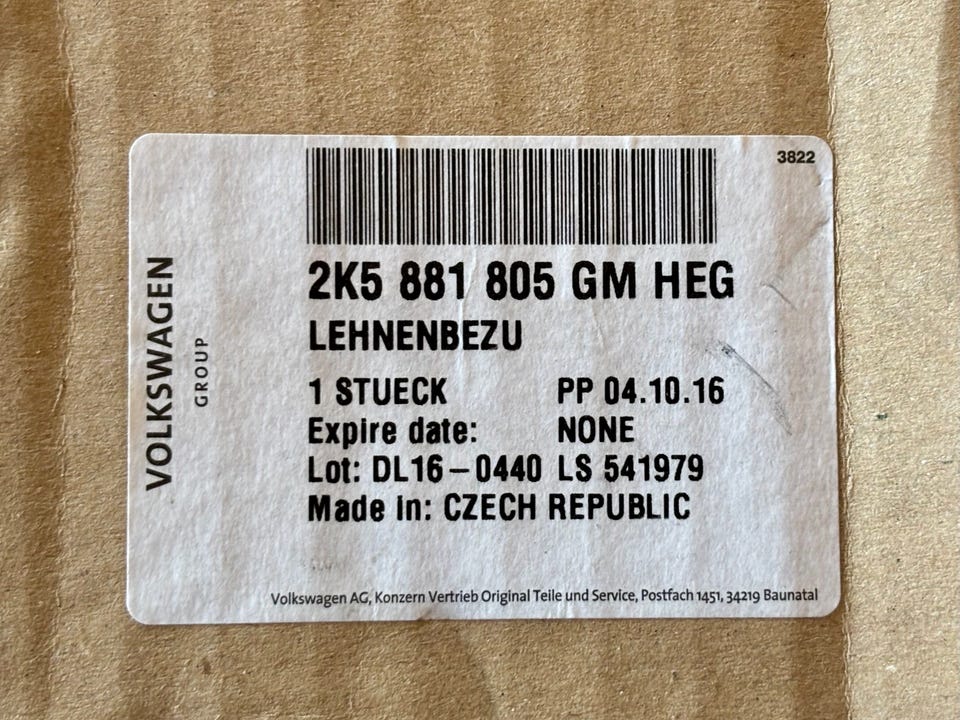 3822
VOLKSWAGEN
GROUP
2K5 881 805 GM HEG
LEHNENBEZU
1 STUECK PP 04.10.16
Expire date: NONE
Lot: DL16-0440 LS 541979
Made in: CZECH REPUBLIC
Volkswagen AG, Konzern Vertrieb Original Teile und Service, Postfach 1451, 34219 Baunatal